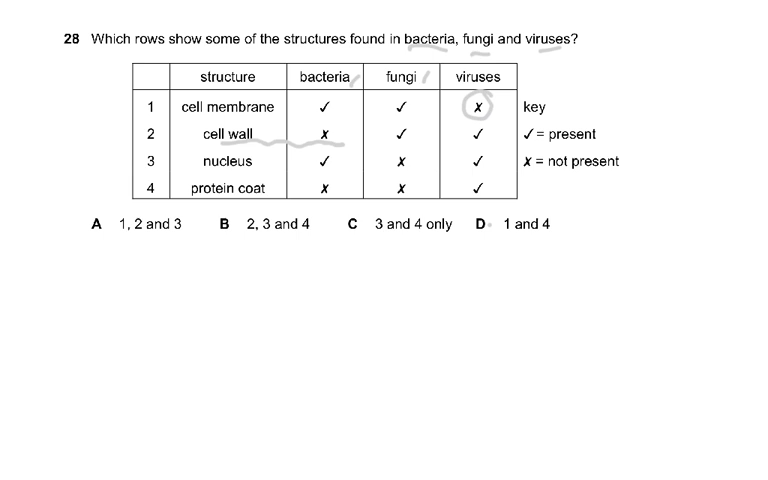 28 Which rows show some of the structures found in bacteria, fungi and viruses?
structure bacteria fungi viruses
1 cell membrane ✓ ✓ ✗ key
2 cell wall ✗ ✓ ✓ ✓ = present
3 nucleus ✓ ✗ ✓ ✗ = not present
4 protein coat ✗ ✗ ✓
A 1, 2 and 3 B 2, 3 and 4 C 3 and 4 only D 1 and 4